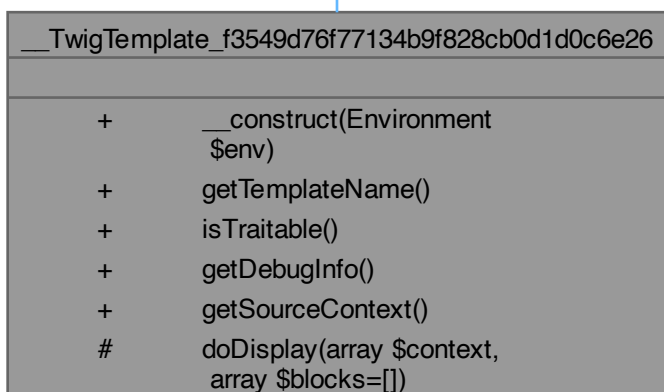 __TwigTemplate_f3549d76f77134b9f828cb0d1d0c6e26
+ __construct(Environment
$env)
+ getTemplateName()
+ isTraitable()
+ getDebugInfo()
+ getSourceContext()
# doDisplay(array $context,
array $blocks=[])